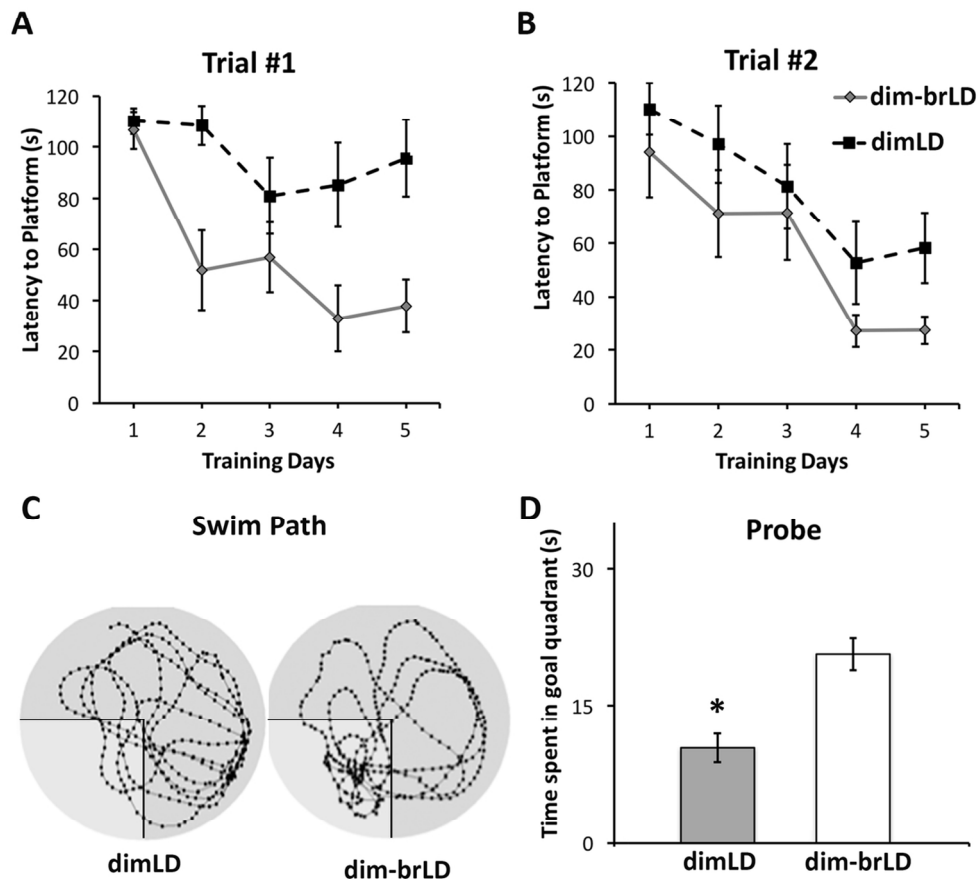 A
Trial #1
Latency to Platform (s)
120
100
80
60
40
20
0
1 2 3 4 5
Training Days
B
Trial #2
dim-brLD
dimLD
Latency to Platform (s)
120
100
80
60
40
20
0
1 2 3 4 5
Training Days
C
Swim Path
dimLD
dim-brLD
D
Probe
Time spent in goal quadrant (s)
30
15
0
*
dimLD
dim-brLD